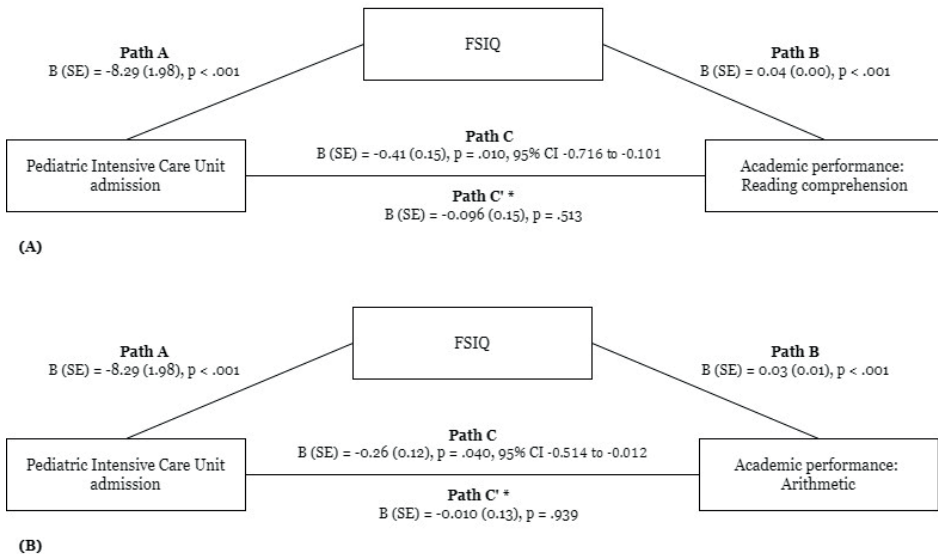 FSIQ
Path A
B (SE) = -8.29 (1.98), p < .001
Path B
B (SE) = 0.04 (0.00), p < .001
Pediatric Intensive Care Unit
admission
Path C
B (SE) = -0.41 (0.15), p = .010, 95% CI -0.716 to -0.101
Path C' *
B (SE) = -0.096 (0.15), p = .513
Academic performance:
Reading comprehension
(A)
FSIQ
Path A
B (SE) = -8.29 (1.98), p < .001
Path B
B (SE) = 0.03 (0.01), p < .001
Pediatric Intensive Care Unit
admission
Path C
B (SE) = -0.26 (0.12), p = .040, 95% CI -0.514 to -0.012
Path C' *
B (SE) = -0.010 (0.13), p = .939
Academic performance:
Arithmetic
(B)